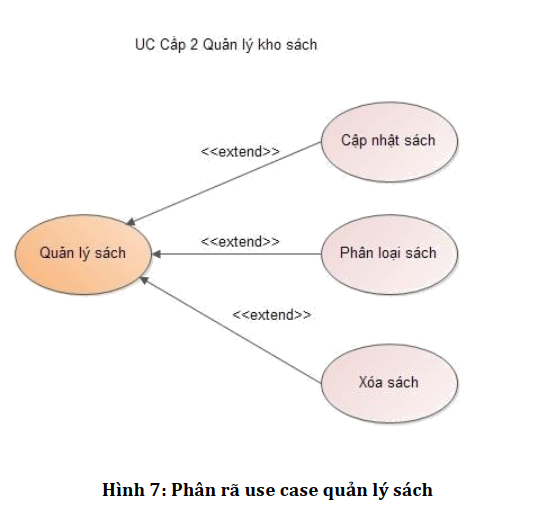 UC Cấp 2 Quản lý kho sách
<<extend>>
Cập nhật sách
<<extend>>
Quản lý sách
Phân loại sách
<<extend>>
Xóa sách
Hình 7: Phân rã use case quản lý sách